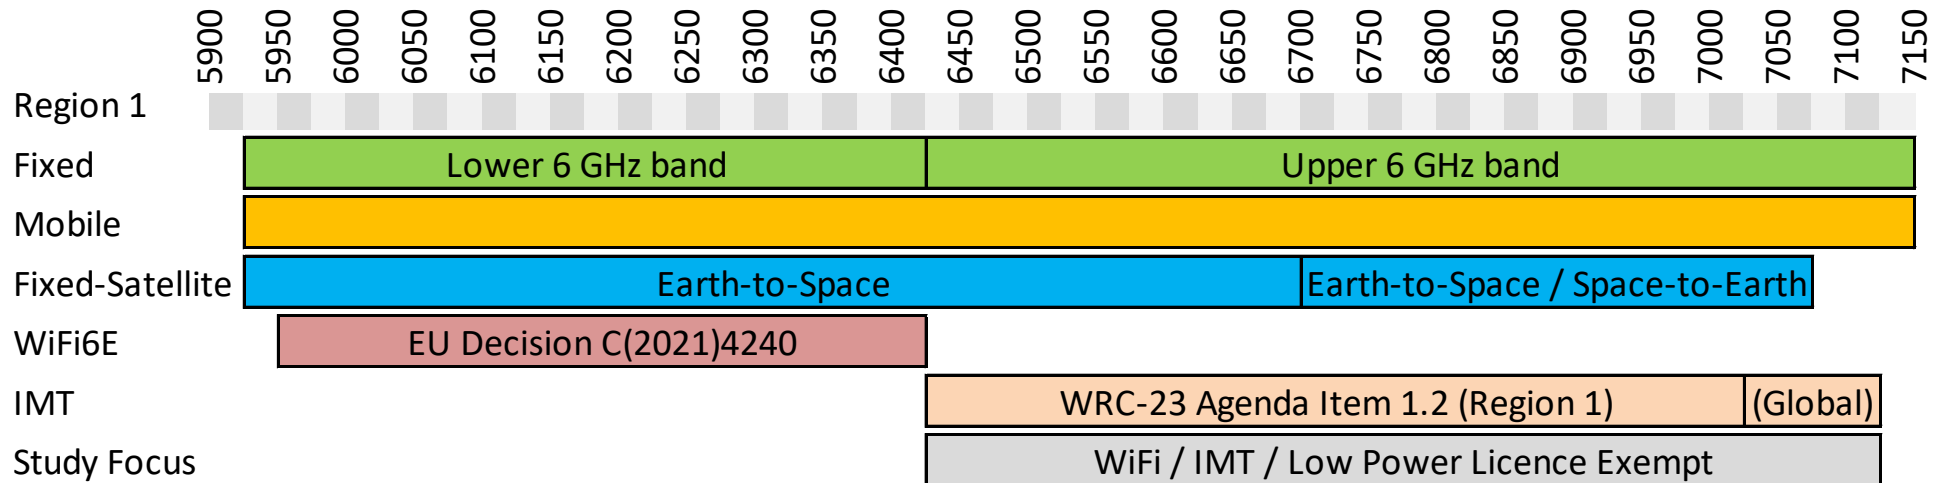 5900 5950 6000 6050 6100 6150 6200 6250 6300 6350 6400 6450 6500 6550 6600 6650 6700 6750 6800 6850 6900 6950 7000 7050 7100 7150
Region 1
Fixed Lower 6 GHz band Upper 6 GHz band
Mobile
Fixed-Satellite Earth-to-Space Earth-to-Space / Space-to-Earth
WiFi6E EU Decision C(2021)4240
IMT WRC-23 Agenda Item 1.2 (Region 1) (Global)
Study Focus WiFi / IMT / Low Power Licence Exempt